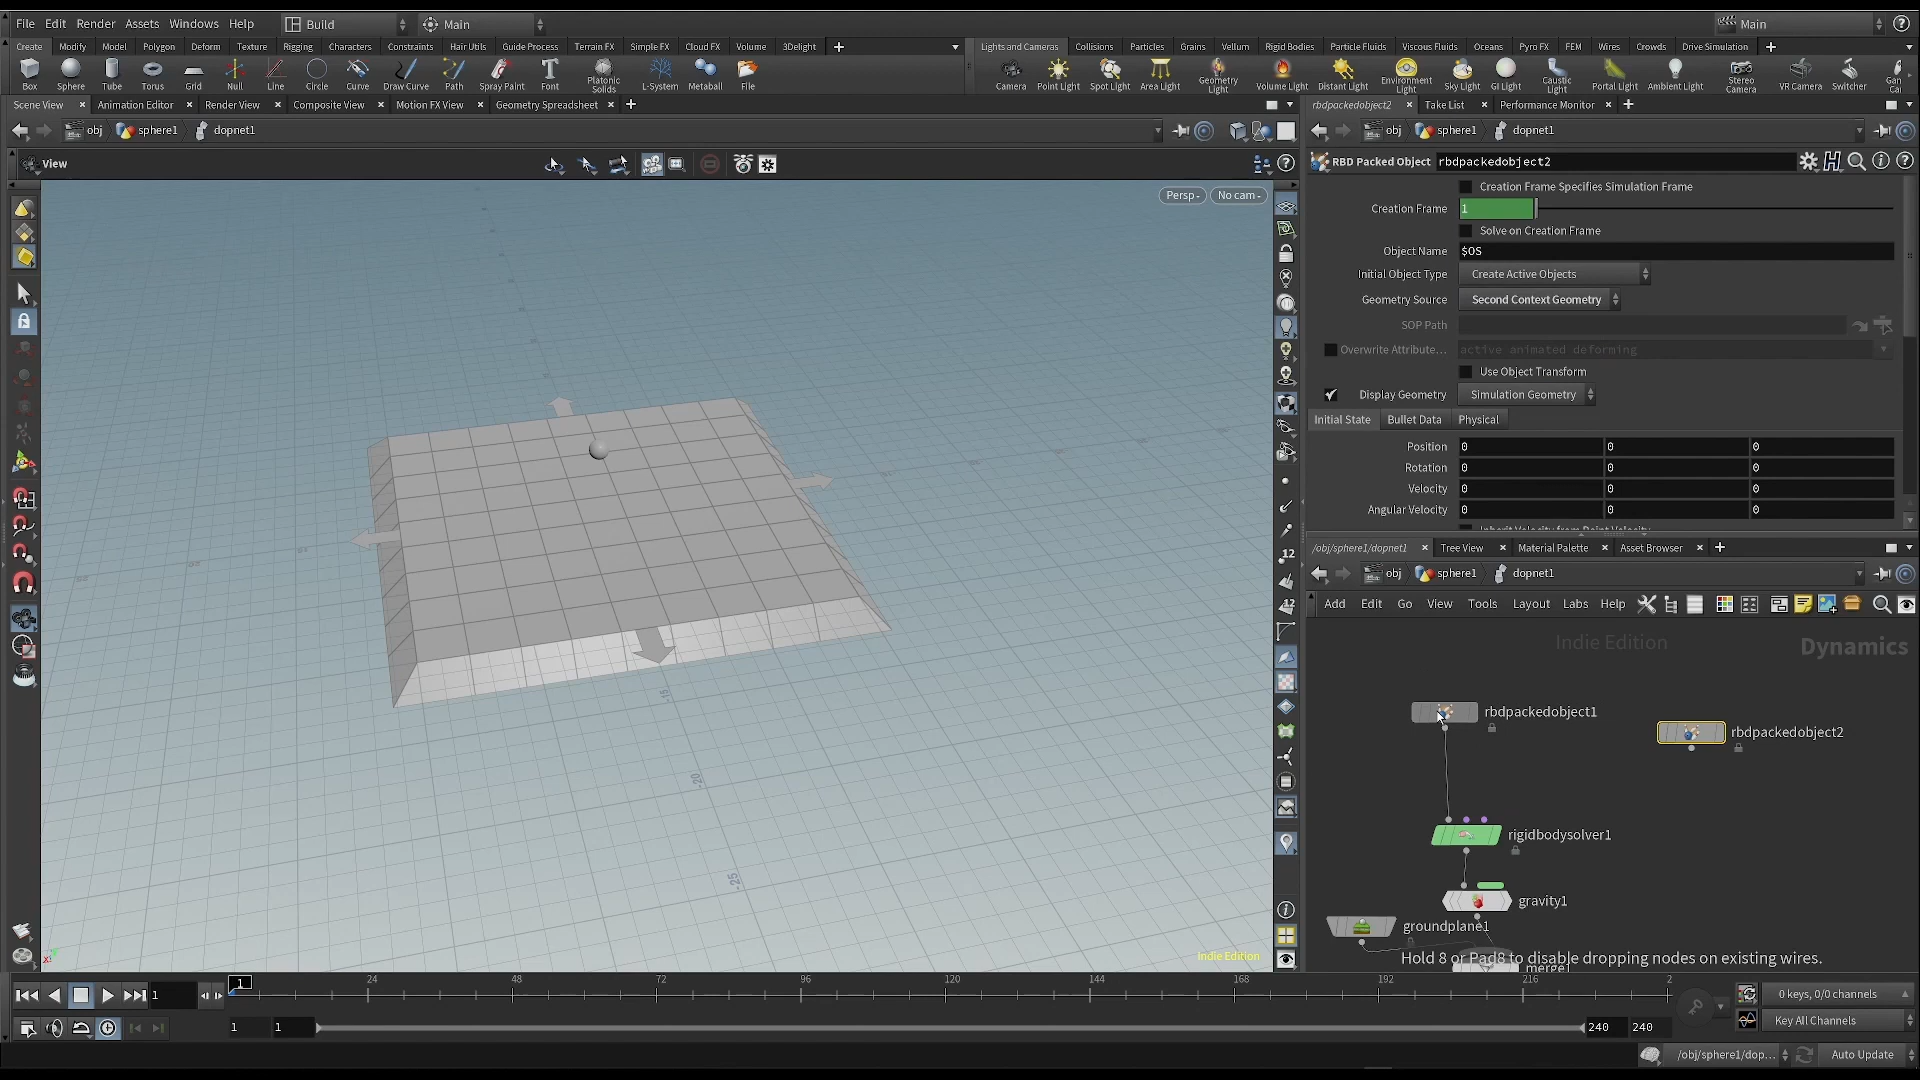 File Edit Render Assets Windows Help Build Main Main
Create Modify Model Polygon Deform Texture Rigging Characters Constraints Hair Utils Guide Process Terrain FX Simple FX Cloud FX Volume 3Delight
Lights and Cameras Collisions Particles Grains Vellum Rigid Bodies Particle Fluids Viscous Fluids Oceans Pyro FX FEM Wires Crowds Drive Simulation
Box Sphere Tube Torus Grid Null Line Circle Curve Draw Curve Path Spray Paint Font Platonic Solids L-System Metaball File
Camera Point Light Spot Light Area Light Geometry Light Volume Light Distant Light Environment Light Sky Light GI Light Caustic Light Portal Light Ambient Light Stereo Camera VR Camera Switcher
Scene View Animation Editor Render View Composite View Motion FX View Geometry Spreadsheet
rbdpackedobject2 Take List Performance Monitor
obj sphere1 dopnet1
obj sphere1 dopnet1
View
RBD Packed Object rbdpackedobject2
Persp No cam
Creation Frame Specifies Simulation Frame
Creation Frame 1
Solve on Creation Frame
Object Name $OS
Initial Object Type Create Active Objects
Geometry Source Second Context Geometry
SOP Path
Overwrite Attribute... active animated deforming
Use Object Transform
Display Geometry Simulation Geometry
Initial State Bullet Data Physical
Position 0 0 0
Rotation 0 0 0
Velocity 0 0 0
Angular Velocity 0 0 0
Inherit Velocity from Point Velocity
/obj/sphere1/dopnet1 Tree View Material Palette Asset Browser
obj sphere1 dopnet1
Add Edit Go View Tools Layout Labs Help
Indie Edition Dynamics
rbdpackedobject1
rbdpackedobject2
rigidbodysolver1
gravity1
groundplane1
merge1
Hold 8 or Pad8 to disable dropping nodes on existing wires.
12
12
-15
-20
-25
Indie Edition
1 24 48 72 96 120 144 168 192 216 2
1
0 keys, 0/0 channels
1 1 240 240 Key All Channels
/obj/sphere1/dop... Auto Update